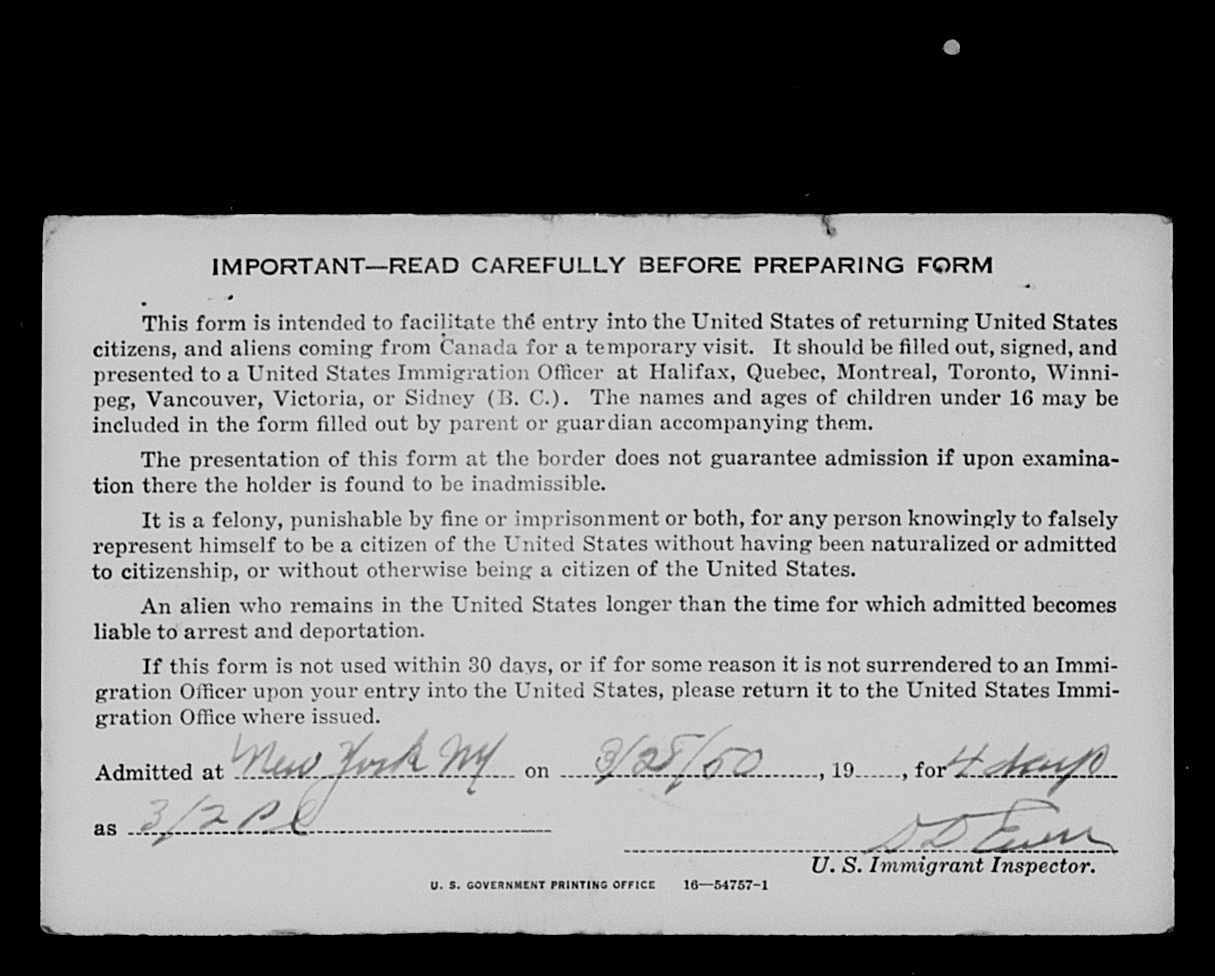 IMPORTANT—READ CAREFULLY BEFORE PREPARING FORM
This form is intended to facilitate the entry into the United States of returning United States
citizens, and aliens coming from Canada for a temporary visit. It should be filled out, signed, and
presented to a United States Immigration Officer at Halifax, Quebec, Montreal, Toronto, Winni-
peg, Vancouver, Victoria, or Sidney (B. C.). The names and ages of children under 16 may be
included in the form filled out by parent or guardian accompanying them.
The presentation of this form at the border does not guarantee admission if upon examina-
tion there the holder is found to be inadmissible.
It is a felony, punishable by fine or imprisonment or both, for any person knowingly to falsely
represent himself to be a citizen of the United States without having been naturalized or admitted
to citizenship, or without otherwise being a citizen of the United States.
An alien who remains in the United States longer than the time for which admitted becomes
liable to arrest and deportation.
If this form is not used within 30 days, or if for some reason it is not surrendered to an Immi-
gration Officer upon your entry into the United States, please return it to the United States Immi-
gration Office where issued.
Admitted at New York NY on 3/25/50, 19....., for 4 days
as 3/2
U. S. Immigrant Inspector.
U. S. GOVERNMENT PRINTING OFFICE 16—54757-1